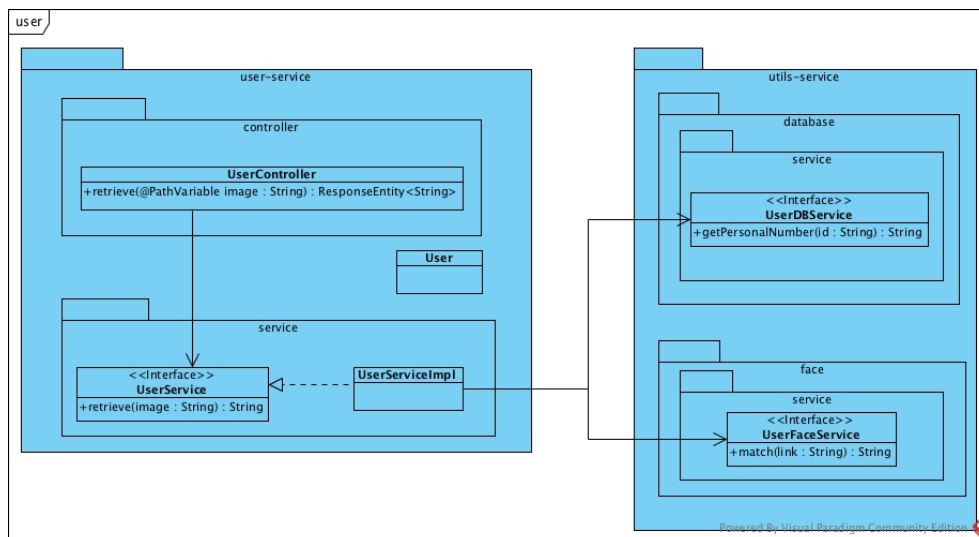 user
user-service
controller
UserController
+retrieve(@PathVariable image : String) : ResponseEntity<String>
User
service
<<Interface>>
UserService
+retrieve(image : String) : String
UserServiceImpl
utils-service
database
service
<<Interface>>
UserDBService
+getPersonalNumber(id : String) : String
face
service
<<Interface>>
UserFaceService
+match(link : String) : String
Powered By Visual Paradigm Community Edition